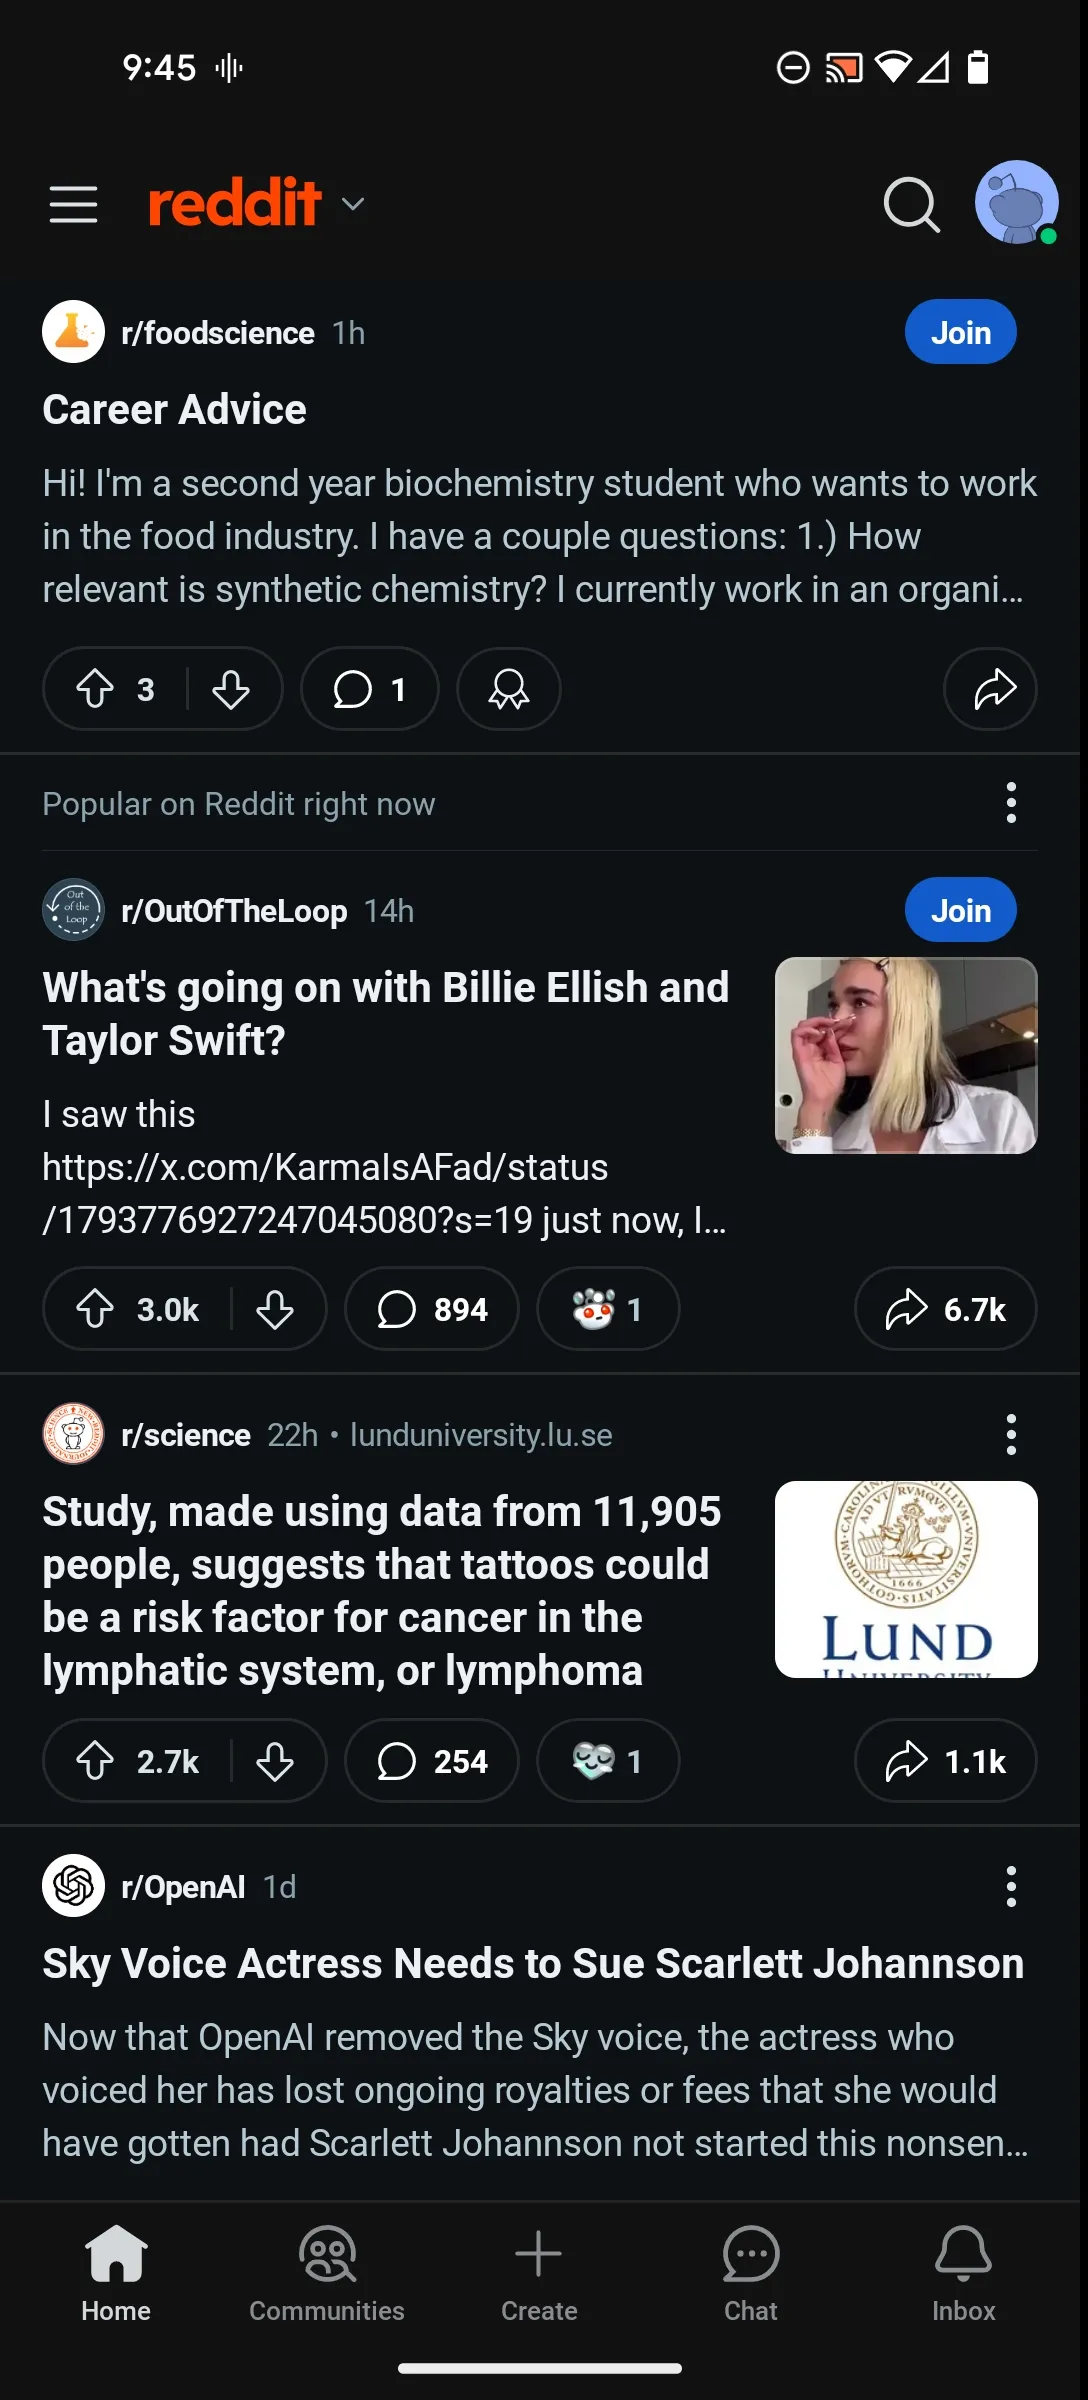 9:45
reddit
r/foodscience 1h
Join
Career Advice
Hi! I'm a second year biochemistry student who wants to work
in the food industry. I have a couple questions: 1.) How
relevant is synthetic chemistry? I currently work in an organi...
3
1
Popular on Reddit right now
Out
of the
Loop
r/OutOfTheLoop 14h
Join
What's going on with Billie Ellish and
Taylor Swift?
I saw this
https://x.com/KarmaIsAFad/status
/1793776927247045080?s=19 just now, I...
3.0k
894
1
6.7k
r/science 22h • lunduniversity.lu.se
Study, made using data from 11,905
people, suggests that tattoos could
be a risk factor for cancer in the
lymphatic system, or lymphoma
1666
LUND
UNIVERSITY
2.7k
254
1
1.1k
r/OpenAI 1d
Sky Voice Actress Needs to Sue Scarlett Johannson
Now that OpenAI removed the Sky voice, the actress who
voiced her has lost ongoing royalties or fees that she would
have gotten had Scarlett Johannson not started this nonsen...
Home
Communities
Create
Chat
Inbox